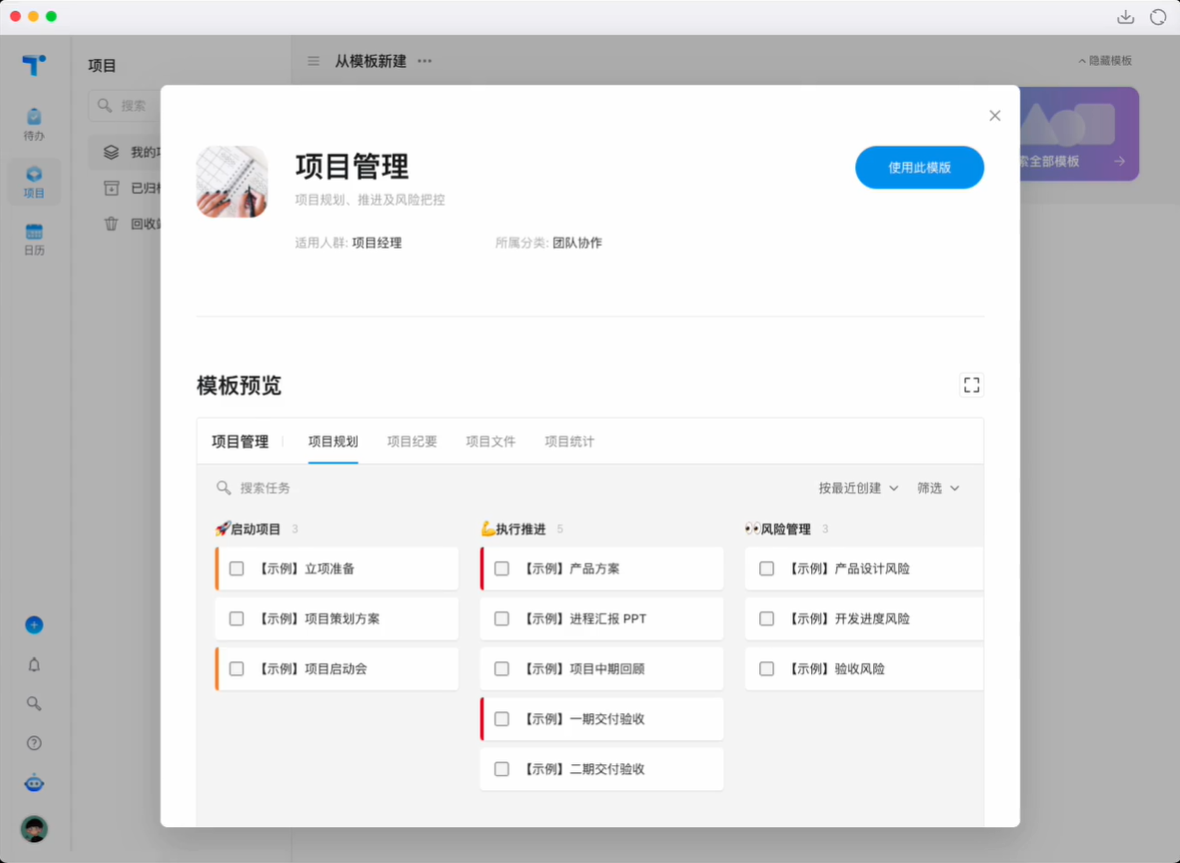 项目
从模板新建 •••
隐藏模板
搜索
待办
我的
已归
回收
项目
日历
全部模板
项目管理
使用此模版
项目规划、推进及风险把控
适用人群: 项目经理
所属分类: 团队协作
模板预览
项目管理
项目规划
项目纪要
项目文件
项目统计
搜索任务
按最近创建
筛选
🚀启动项目 3
【示例】立项准备
【示例】项目策划方案
【示例】项目启动会
💪执行推进 5
【示例】产品方案
【示例】进程汇报 PPT
【示例】项目中期回顾
【示例】一期交付验收
【示例】二期交付验收
👀风险管理 3
【示例】产品设计风险
【示例】开发进度风险
【示例】验收风险